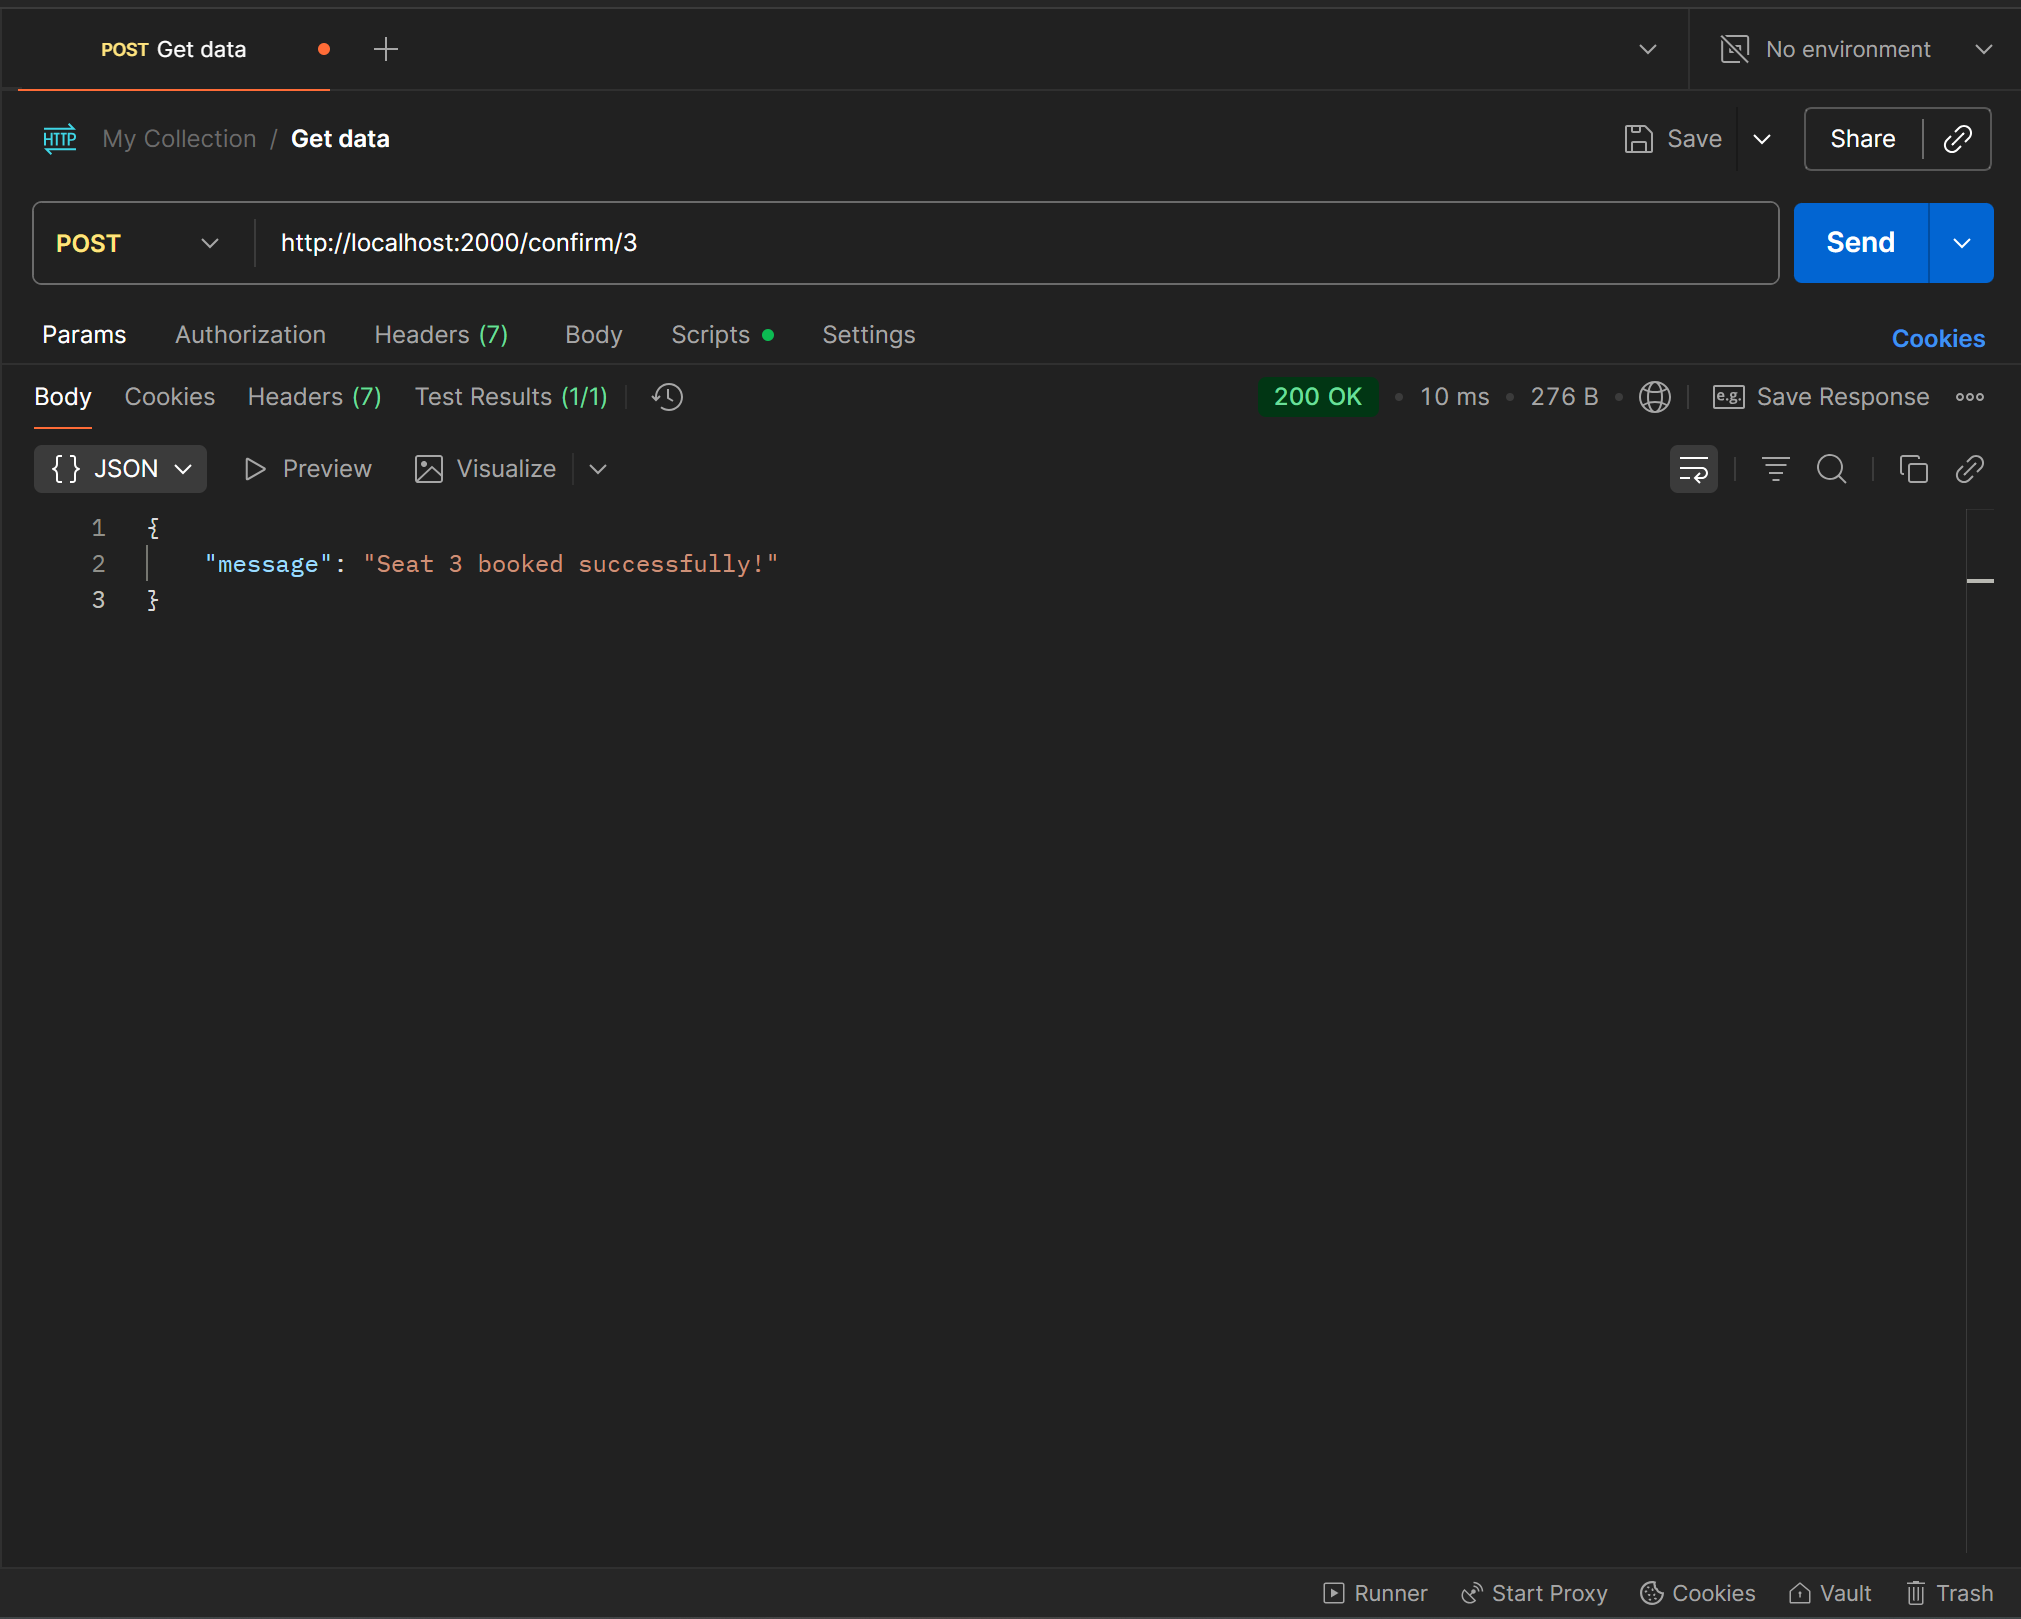 POST Get data
No environment
HTTP My Collection / Get data
Save
Share
POST http://localhost:2000/confirm/3
Send
Params Authorization Headers (7) Body Scripts Settings
Cookies
Body Cookies Headers (7) Test Results (1/1)
200 OK • 10 ms • 276 B •
e.g. Save Response
{} JSON Preview Visualize
1 {
2 "message": "Seat 3 booked successfully!"
3 }
Runner Start Proxy Cookies Vault Trash